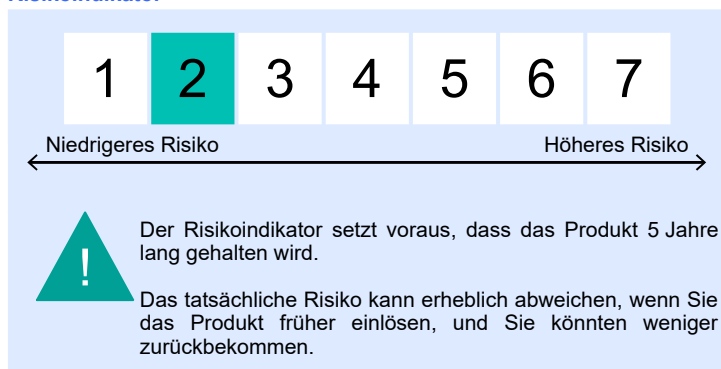 Risikoindikator
1 2 3 4 5 6 7
Niedrigeres Risiko Höheres Risiko
!
Der Risikoindikator setzt voraus, dass das Produkt 5 Jahre
lang gehalten wird.
Das tatsächliche Risiko kann erheblich abweichen, wenn Sie
das Produkt früher einlösen, und Sie könnten weniger
zurückbekommen.